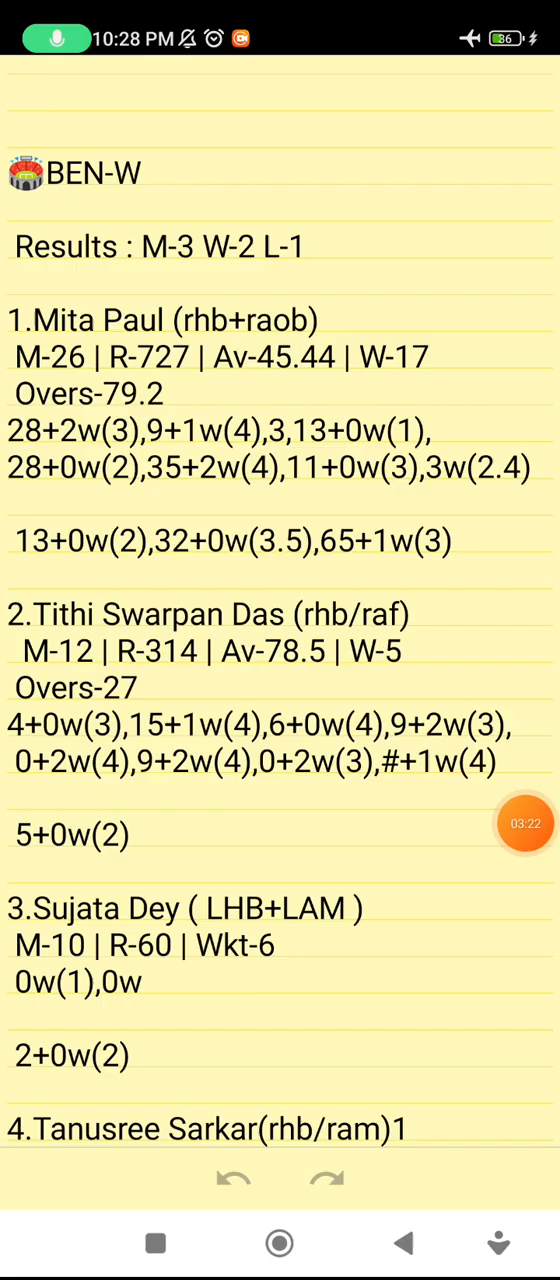 10:28 PM
36
BEN-W
Results : M-3 W-2 L-1
1.Mita Paul (rhb+raob)
M-26 | R-727 | Av-45.44 | W-17
Overs-79.2
28+2w(3),9+1w(4),3,13+0w(1),
28+0w(2),35+2w(4),11+0w(3),3w(2.4)
13+0w(2),32+0w(3.5),65+1w(3)
2.Tithi Swarpan Das (rhb/raf)
M-12 | R-314 | Av-78.5 | W-5
Overs-27
4+0w(3),15+1w(4),6+0w(4),9+2w(3),
0+2w(4),9+2w(4),0+2w(3),#+1w(4)
03:22
5+0w(2)
3.Sujata Dey ( LHB+LAM )
M-10 | R-60 | Wkt-6
0w(1),0w
2+0w(2)
4.Tanusree Sarkar(rhb/ram)1